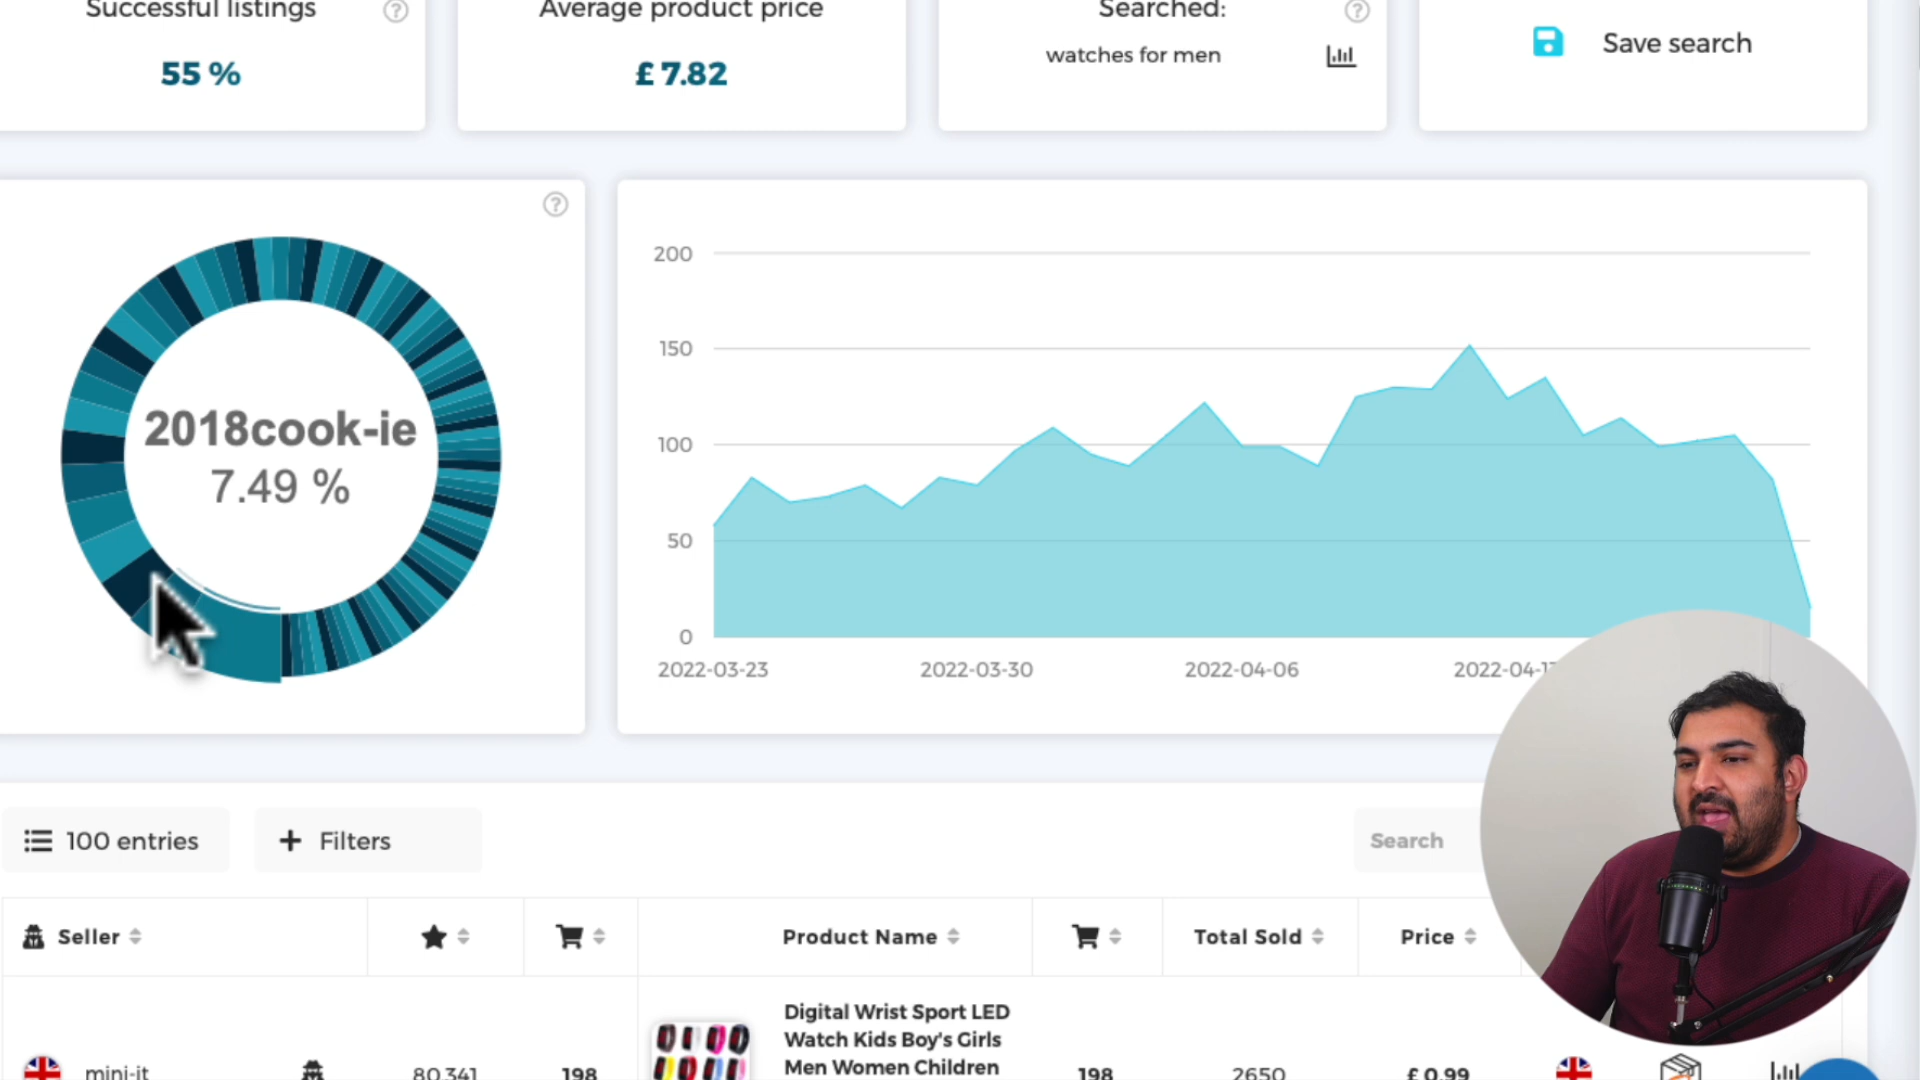 Successful listings
55 %
Average product price
£ 7.82
Searched:
watches for men
Save search
2018cook-ie
7.49 %
200
150
100
50
0
2022-03-23
2022-03-30
2022-04-06
100 entries
+ Filters
Search
Seller
Product Name
Total Sold
Price
mini-it
80,341
198
Digital Wrist Sport LED
Watch Kids Boy's Girls
Men Women Children
198
2650
£ 0.99